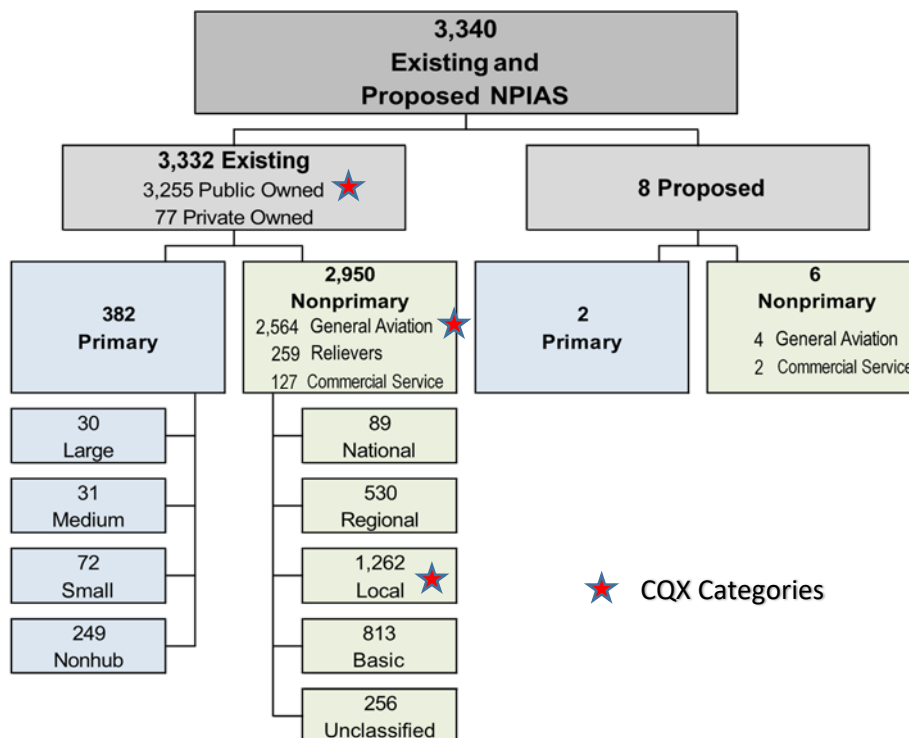 3,340
Existing and
Proposed NPIAS
3,332 Existing
3,255 Public Owned
77 Private Owned
8 Proposed
382
Primary
2,950
Nonprimary
2,564 General Aviation
259 Relievers
127 Commercial Service
2
Primary
6
Nonprimary
4 General Aviation
2 Commercial Service
30
Large
31
Medium
72
Small
249
Nonhub
89
National
530
Regional
1,262
Local
813
Basic
256
Unclassified
CQX Categories